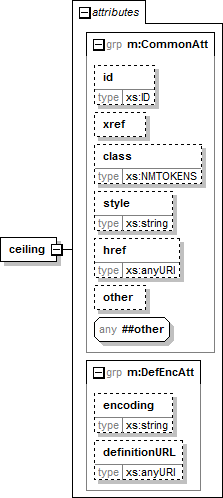 attributes
grp m:CommonAtt
id
type xs:ID
xref
class
type xs:NMTOKENS
style
type xs:string
ceiling
href
type xs:anyURI
other
any ##other
grp m:DefEncAtt
encoding
type xs:string
definitionURL
type xs:anyURI